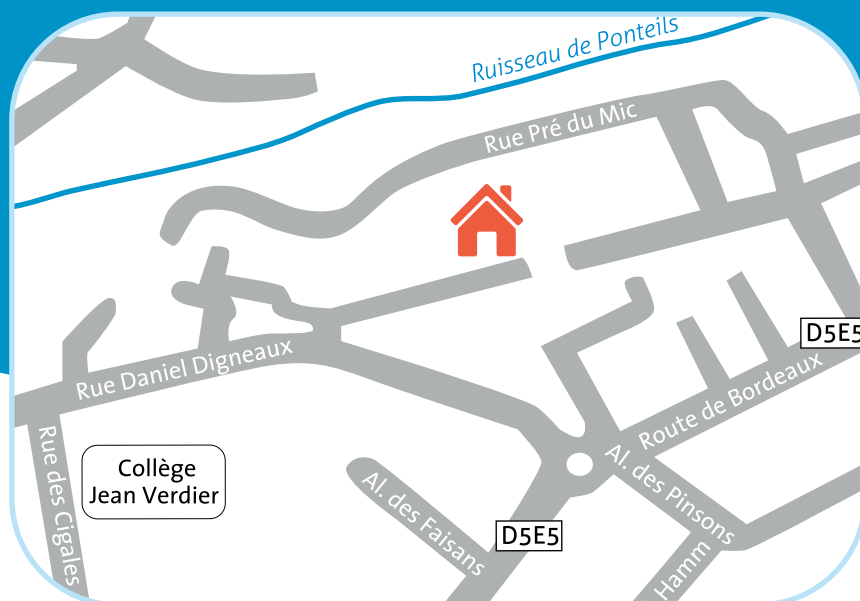 Ruisseau de Ponteils
Rue Pré du Mic
D5E5
Rue Daniel Digneaux
Route de Bordeaux
Rue des Cigales
Collège
Jean Verdier
Al. des Faisans
Al. des Pinsons
D5E5
Hamm